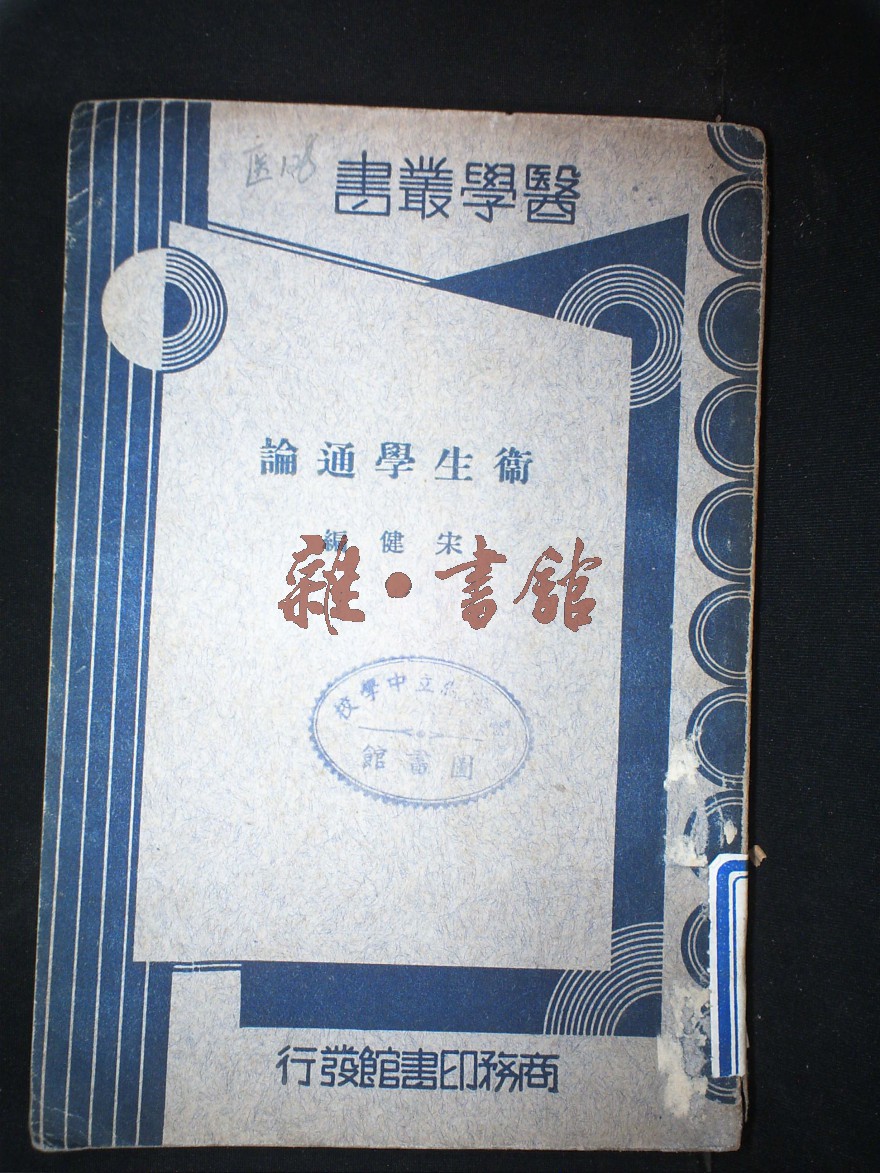 醫學叢書
衞生學通論
宋健編
雜·書館
立中學校
圖書館
商務印書館發行